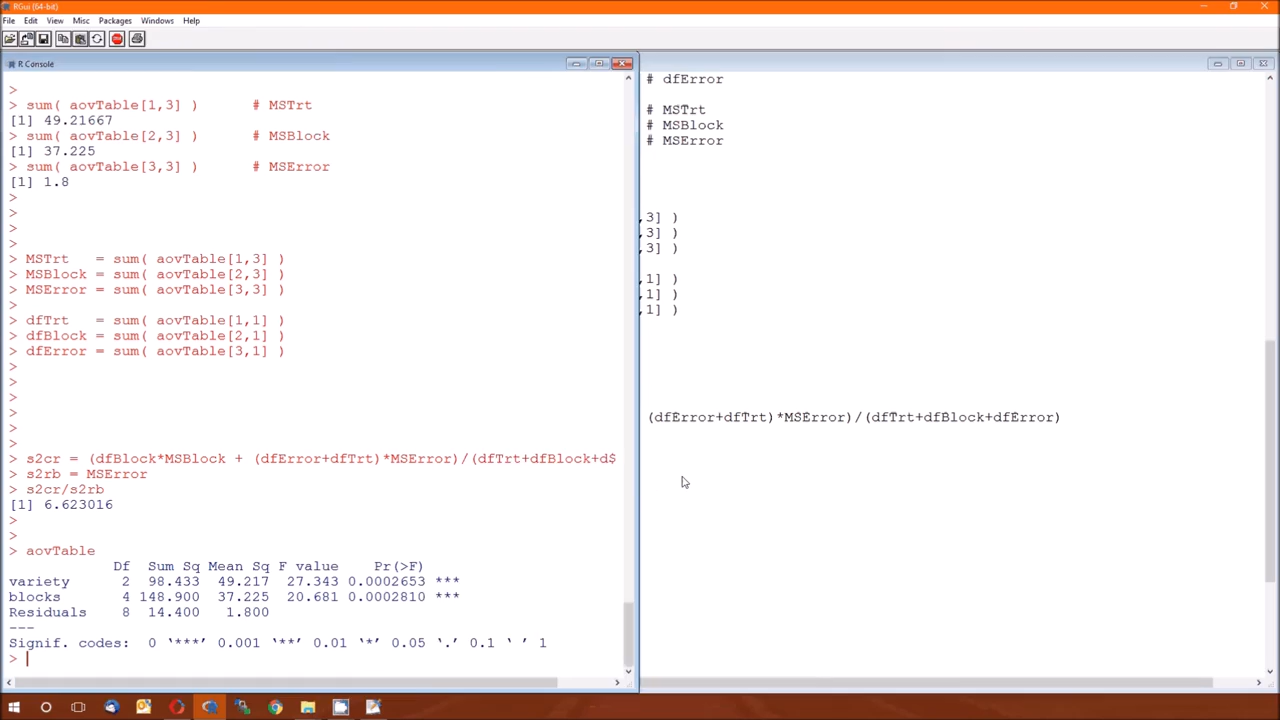 RGui (64-bit)
File Edit View Misc Packages Windows Help
R Console
>
> sum( aovTable[1,3] )      # MSTrt
[1] 49.21667
> sum( aovTable[2,3] )      # MSBlock
[1] 37.225
> sum( aovTable[3,3] )      # MSError
[1] 1.8
>
>
>
>
> MSTrt   = sum( aovTable[1,3] )
> MSBlock = sum( aovTable[2,3] )
> MSError = sum( aovTable[3,3] )
>
> dfTrt   = sum( aovTable[1,1] )
> dfBlock = sum( aovTable[2,1] )
> dfError = sum( aovTable[3,1] )
>
>
>
>
>
> s2cr = (dfBlock*MSBlock + (dfError+dfTrt)*MSError)/(dfTrt+dfBlock+d$
> s2rb = MSError
> s2cr/s2rb
[1] 6.623016
>
>
> aovTable
          Df  Sum Sq Mean Sq F value    Pr(>F)
variety    2  98.433  49.217  27.343 0.0002653 ***
blocks     4 148.900  37.225  20.681 0.0002810 ***
Residuals  8  14.400   1.800
---
Signif. codes:  0 ‘***’ 0.001 ‘**’ 0.01 ‘*’ 0.05 ‘.’ 0.1 ‘ ’ 1
>
# dfError
# MSTrt
# MSBlock
# MSError
,3] )
,3] )
,3] )
,1] )
,1] )
,1] )
(dfError+dfTrt)*MSError)/(dfTrt+dfBlock+dfError)